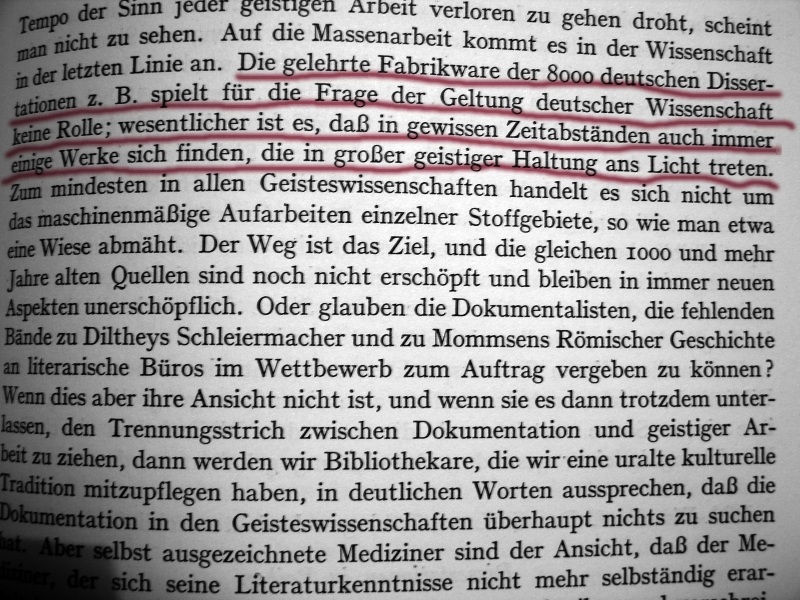 Tempo der Sinn jeder geistigen Arbeit verloren zu gehen droht, scheint
man nicht zu sehen. Auf die Massenarbeit kommt es in der Wissenschaft
in der letzten Linie an. Die gelehrte Fabrikware der 8000 deutschen Disser-
tationen z. B. spielt für die Frage der Geltung deutscher Wissenschaft
keine Rolle; wesentlicher ist es, daß in gewissen Zeitabständen auch immer
einige Werke sich finden, die in großer geistiger Haltung ans Licht treten.
Zum mindesten in allen Geisteswissenschaften handelt es sich nicht um
das maschinenmäßige Aufarbeiten einzelner Stoffgebiete, so wie man etwa
eine Wiese abmäht. Der Weg ist das Ziel, und die gleichen 1000 und mehr
Jahre alten Quellen sind noch nicht erschöpft und bleiben in immer neuen
Aspekten unerschöpflich. Oder glauben die Dokumentalisten, die fehlenden
Bände zu Diltheys Schleiermacher und zu Mommsens Römischer Geschichte
an literarische Büros im Wettbewerb zum Auftrag vergeben zu können?
Wenn dies aber ihre Ansicht nicht ist, und wenn sie es dann trotzdem unter-
lassen, den Trennungsstrich zwischen Dokumentation und geistiger Ar-
beit zu ziehen, dann werden wir Bibliothekare, die wir eine uralte kulturelle
Tradition mitzupflegen haben, in deutlichen Worten aussprechen, daß die
Dokumentation in den Geisteswissenschaften überhaupt nichts zu suchen
hat. Aber selbst ausgezeichnete Mediziner sind der Ansicht, daß der Me-
diziner, der sich seine Literaturkenntnisse nicht mehr selbständig erar-